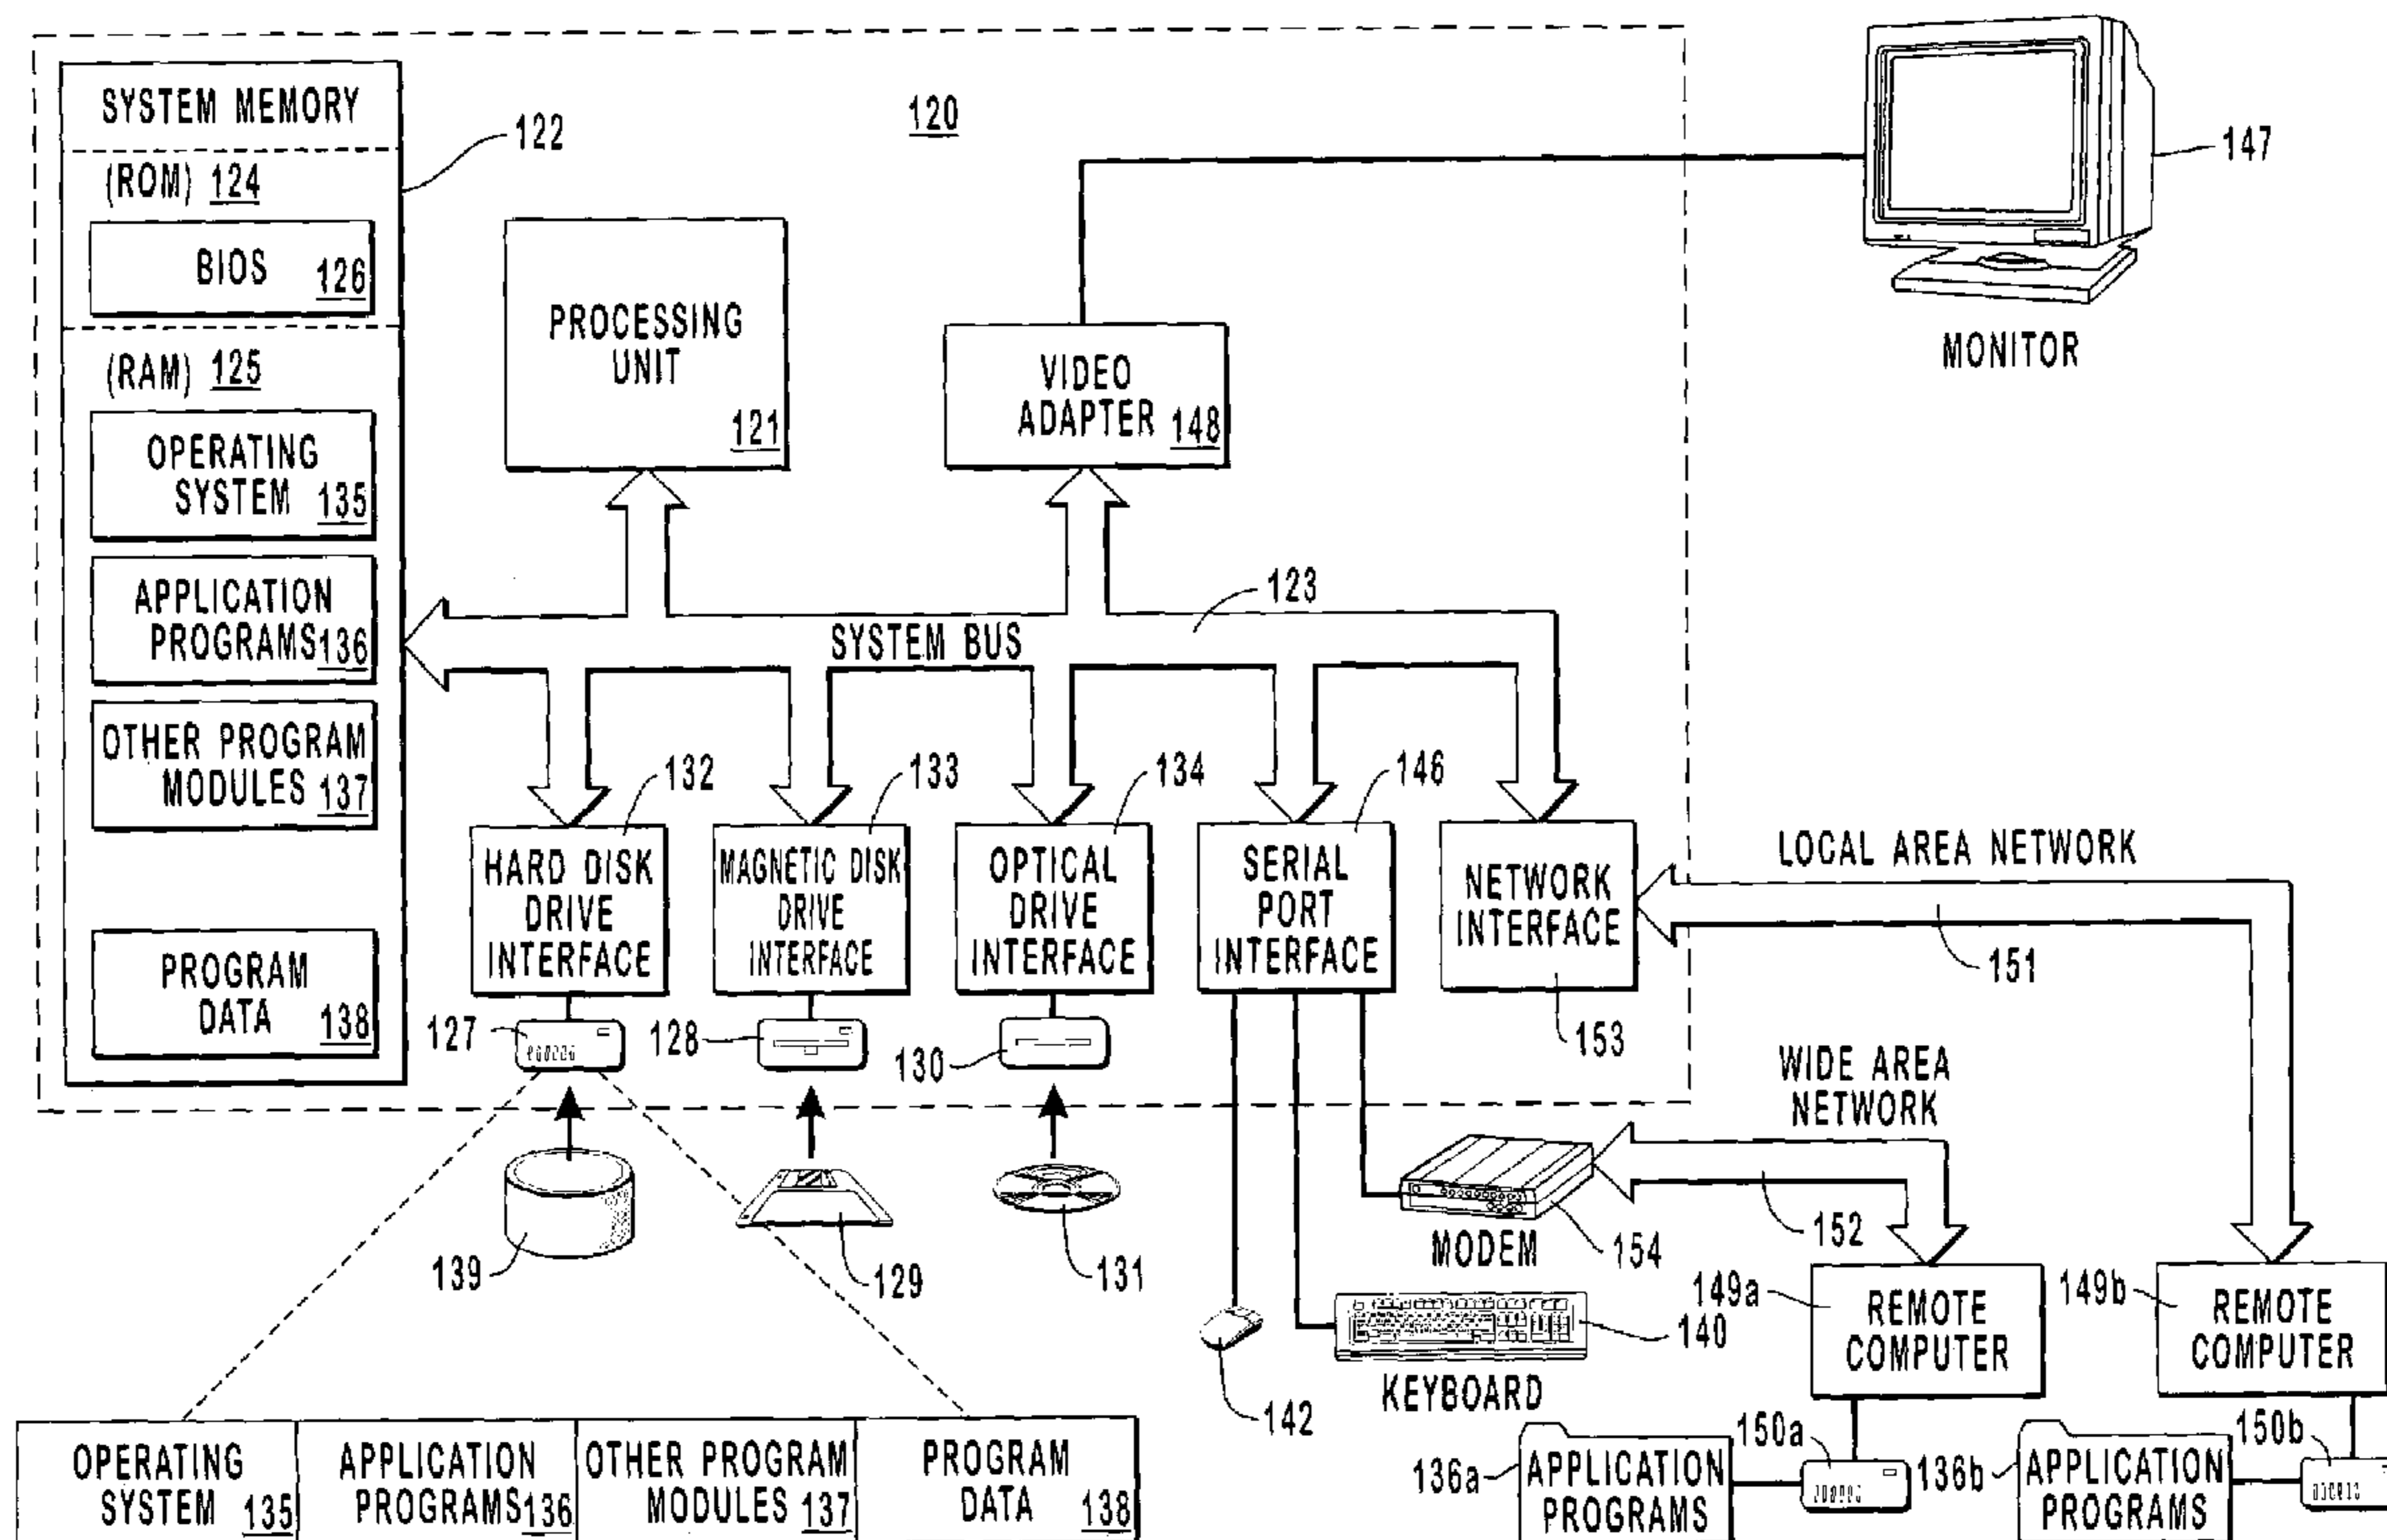 SYSTEM MEMORY
(ROM) 124
BIOS 126
(RAM) 125
OPERATING
SYSTEM 135
APPLICATION
PROGRAMS 136
OTHER PROGRAM
MODULES 137
PROGRAM
DATA 138
122
120
PROCESSING
UNIT
121
VIDEO
ADAPTER 148
147
MONITOR
123
SYSTEM BUS
132
133
134
146
HARD DISK
DRIVE
INTERFACE
MAGNETIC DISK
DRIVE
INTERFACE
OPTICAL
DRIVE
INTERFACE
SERIAL
PORT
INTERFACE
NETWORK
INTERFACE
153
LOCAL AREA NETWORK
151
127
128
130
WIDE AREA
NETWORK
152
139
129
131
MODEM
154
142
140
KEYBOARD
149a
REMOTE
COMPUTER
149b
REMOTE
COMPUTER
OPERATING
SYSTEM 135
APPLICATION
PROGRAMS 136
OTHER PROGRAM
MODULES 137
PROGRAM
DATA 138
136a
APPLICATION
PROGRAMS
150a
136b
APPLICATION
PROGRAMS
150b